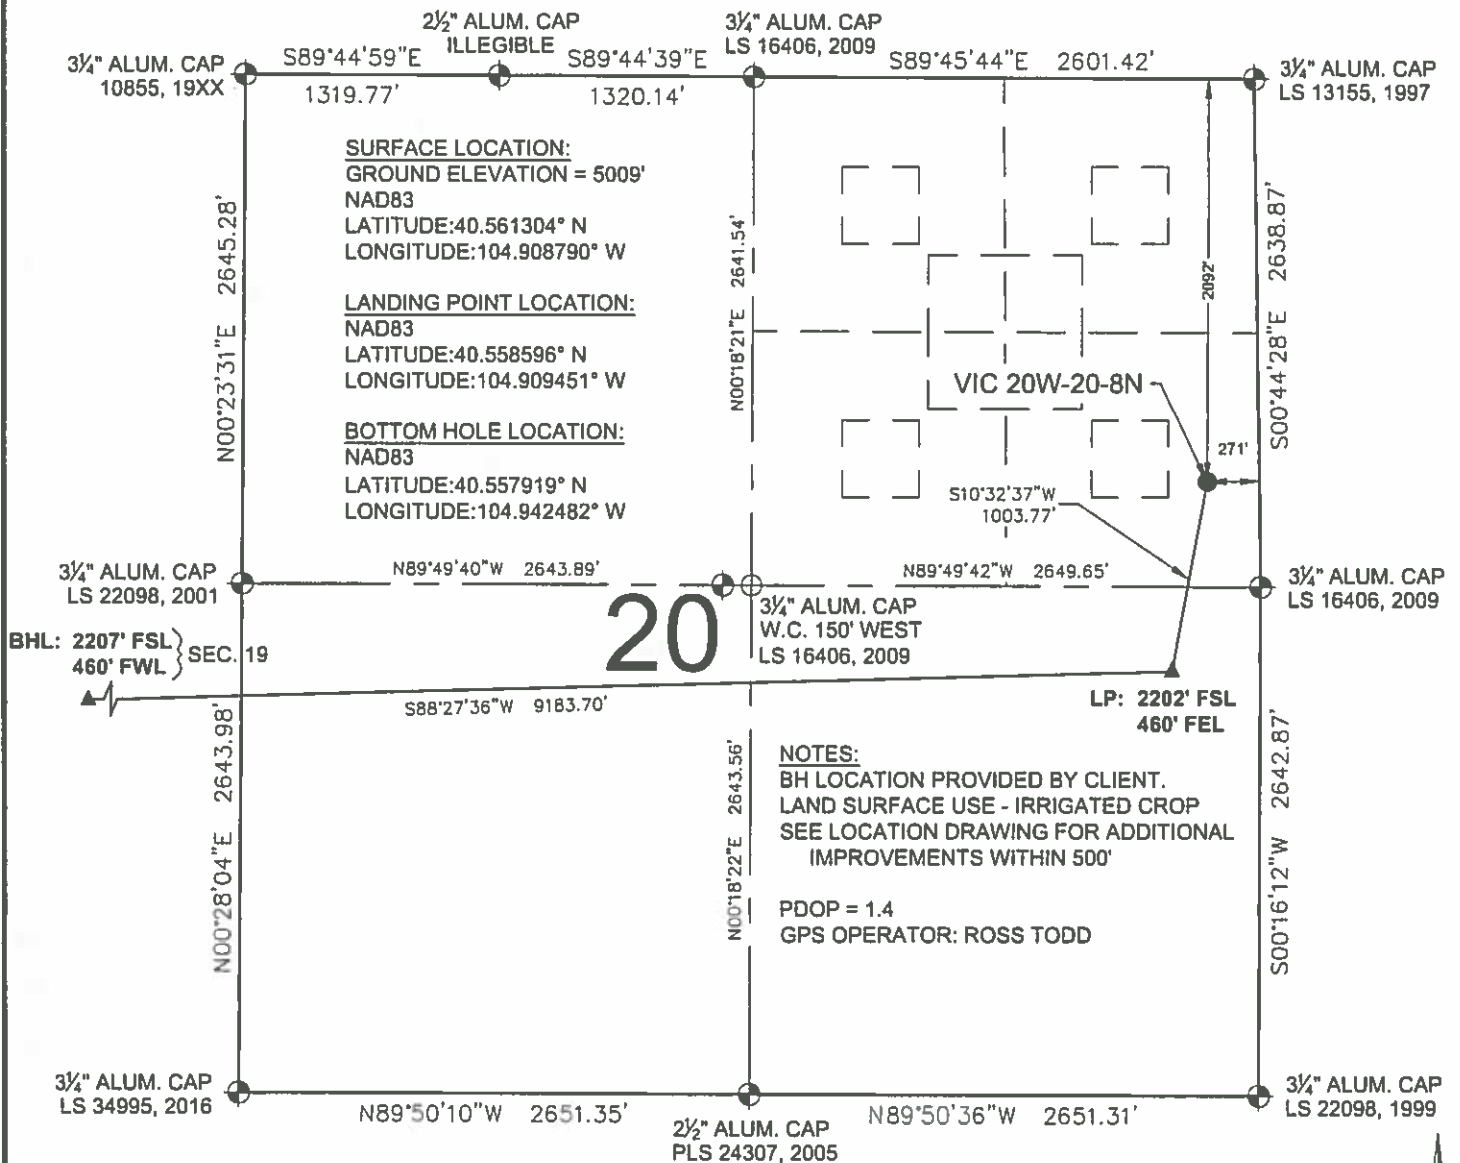 2½" ALUM. CAP
ILLEGIBLE
3¼" ALUM. CAP
LS 16406, 2009
3¼" ALUM. CAP
10855, 19XX
S89°44'59"E
1319.77'
S89°44'39"E
1320.14'
S89°45'44"E 2601.42'
3¼" ALUM. CAP
LS 13155, 1997
SURFACE LOCATION:
GROUND ELEVATION = 5009'
NAD83
LATITUDE:40.561304° N
LONGITUDE:104.908790° W
LANDING POINT LOCATION:
NAD83
LATITUDE:40.558596° N
LONGITUDE:104.909451° W
BOTTOM HOLE LOCATION:
NAD83
LATITUDE:40.557919° N
LONGITUDE:104.942482° W
N00°23'31"E 2645.28'
N00°18'21"E 2641.54'
2092'
S00°44'28"E 2638.87'
VIC 20W-20-8N
271'
S10°32'37"W
1003.77'
3¼" ALUM. CAP
LS 22098, 2001
N89°49'40"W 2643.89'
N89°49'42"W 2649.65'
3¼" ALUM. CAP
LS 16406, 2009
20
3¼" ALUM. CAP
W.C. 150' WEST
LS 16406, 2009
BHL: 2207' FSL
460' FWL
SEC. 19
S88°27'36"W 9183.70'
LP: 2202' FSL
460' FEL
N00°28'04"E 2643.98'
N00°18'22"E 2643.56'
S00°16'12"W 2642.87'
NOTES:
BH LOCATION PROVIDED BY CLIENT.
LAND SURFACE USE - IRRIGATED CROP
SEE LOCATION DRAWING FOR ADDITIONAL
IMPROVEMENTS WITHIN 500'
PDOP = 1.4
GPS OPERATOR: ROSS TODD
3¼" ALUM. CAP
LS 34995, 2016
N89°50'10"W 2651.35'
2½" ALUM. CAP
PLS 24307, 2005
N89°50'36"W 2651.31'
3¼" ALUM. CAP
LS 22098, 1999